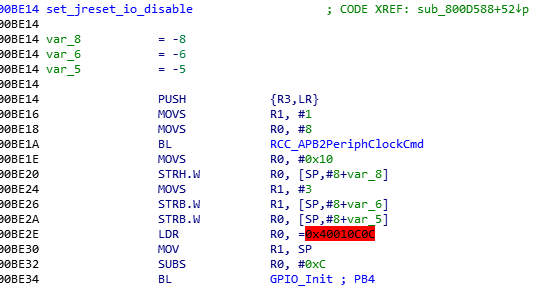 00BE14 set_jreset_io_disable ; CODE XREF: sub_800D588+52↓p
00BE14
00BE14 var_8 = -8
00BE14 var_6 = -6
00BE14 var_5 = -5
00BE14
00BE14 PUSH {R3,LR}
00BE16 MOVS R1, #1
00BE18 MOVS R0, #8
00BE1A BL RCC_APB2PeriphClockCmd
00BE1E MOVS R0, #0x10
00BE20 STRH.W R0, [SP,#8+var_8]
00BE24 MOVS R1, #3
00BE26 STRB.W R1, [SP,#8+var_6]
00BE2A STRB.W R0, [SP,#8+var_5]
00BE2E LDR R0, =0x40010C0C
00BE30 MOV R1, SP
00BE32 SUBS R0, #0xC
00BE34 BL GPIO_Init ; PB4